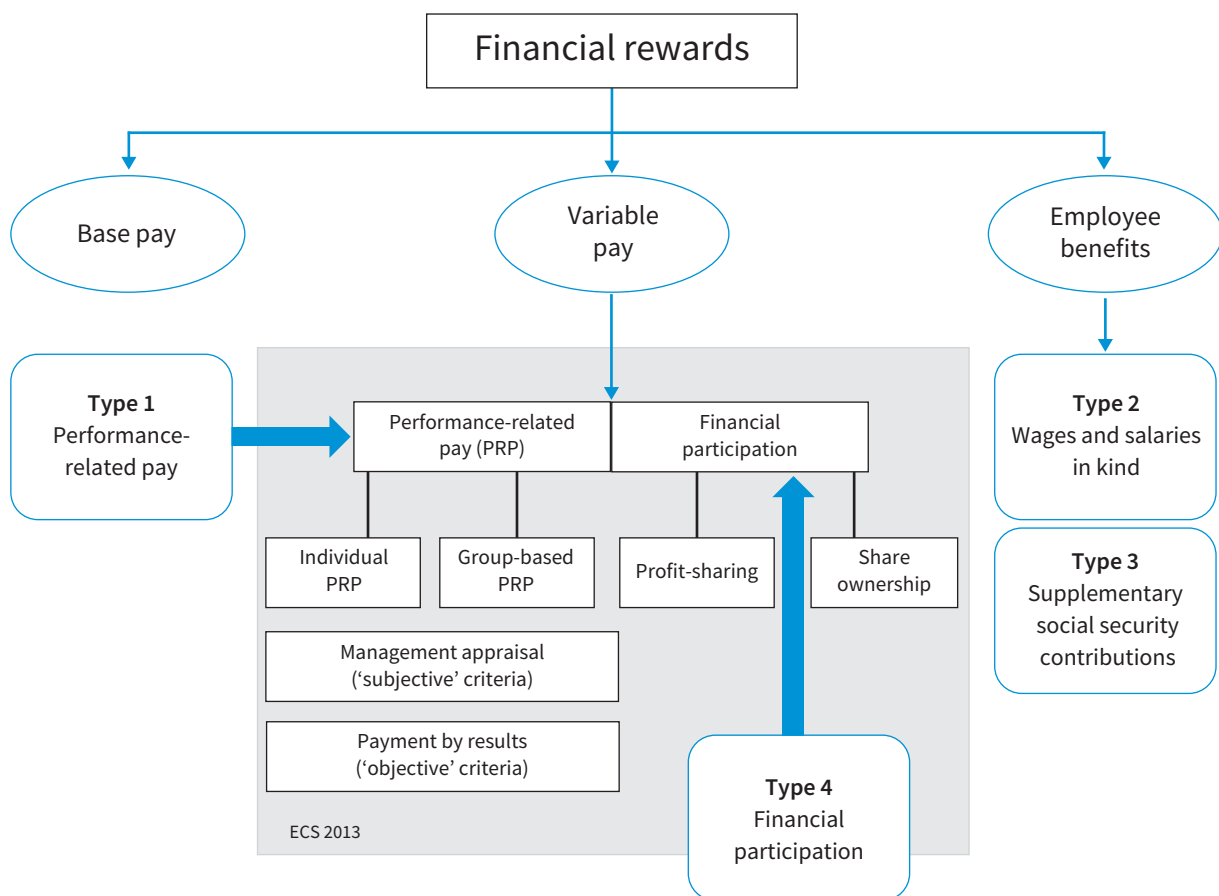 Financial rewards
Base pay
Variable
pay
Employee
benefits
Type 1
Performance-
related pay
Performance-related
pay (PRP)
Financial
participation
Type 2
Wages and salaries
in kind
Individual
PRP
Group-based
PRP
Profit-sharing
Share
ownership
Type 3
Supplementary
social security
contributions
Management appraisal
(‘subjective’ criteria)
Payment by results
(‘objective’ criteria)
Type 4
Financial
participation
ECS 2013